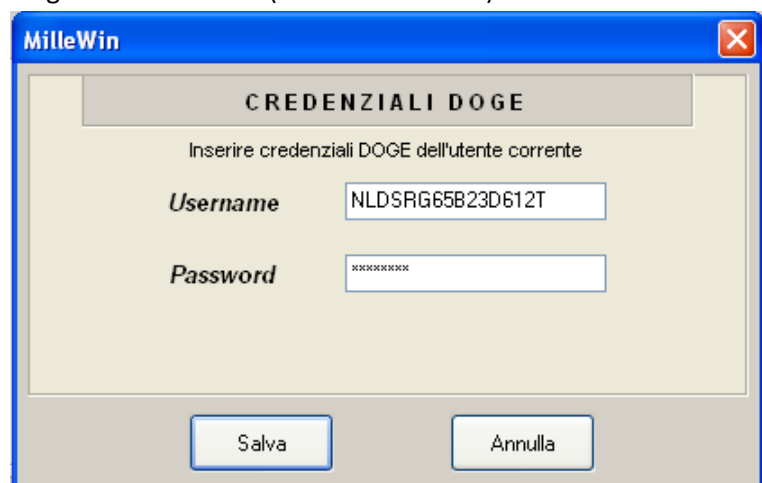 MilleWin
CREDENZIALI DOGE
Inserire credenziali DOGE dell'utente corrente
Username NLDSRG65B23D612T
Password ********
Salva Annulla